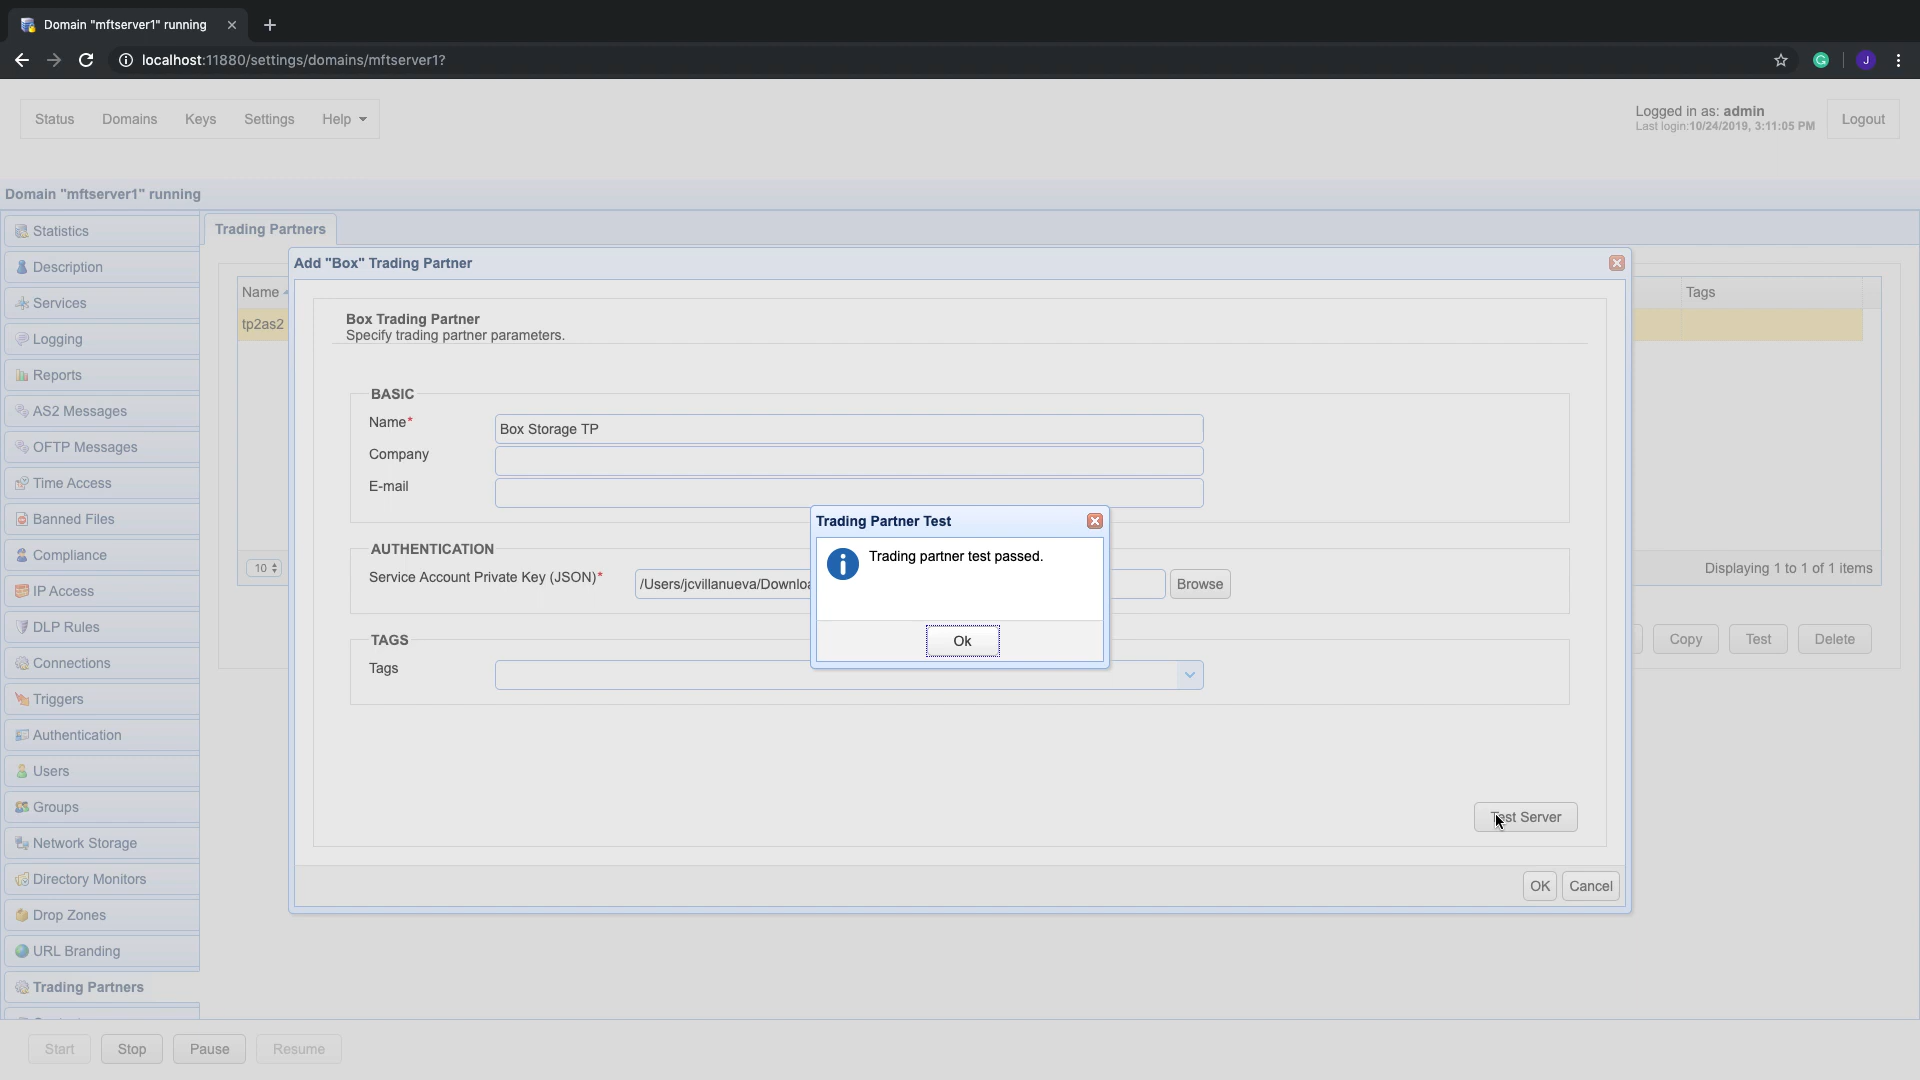 Domain "mftserver1" running
localhost:11880/settings/domains/mftserver1?
J
Status Domains Keys Settings Help
Logged in as: admin
Last login:10/24/2019, 3:11:05 PM
Logout
Domain "mftserver1" running
Statistics
Description
Services
Logging
Reports
AS2 Messages
OFTP Messages
Time Access
Banned Files
Compliance
IP Access
DLP Rules
Connections
Triggers
Authentication
Users
Groups
Network Storage
Directory Monitors
Drop Zones
URL Branding
Trading Partners
Trading Partners
Name Tags
tp2as2
10
Displaying 1 to 1 of 1 items
Copy Test Delete
Add "Box" Trading Partner
Box Trading Partner
Specify trading partner parameters.
BASIC
Name* Box Storage TP
Company
E-mail
AUTHENTICATION
Service Account Private Key (JSON)* /Users/jcvillanueva/Downloa Browse
TAGS
Tags
Test Server
OK Cancel
Trading Partner Test
Trading partner test passed.
Ok
Start Stop Pause Resume